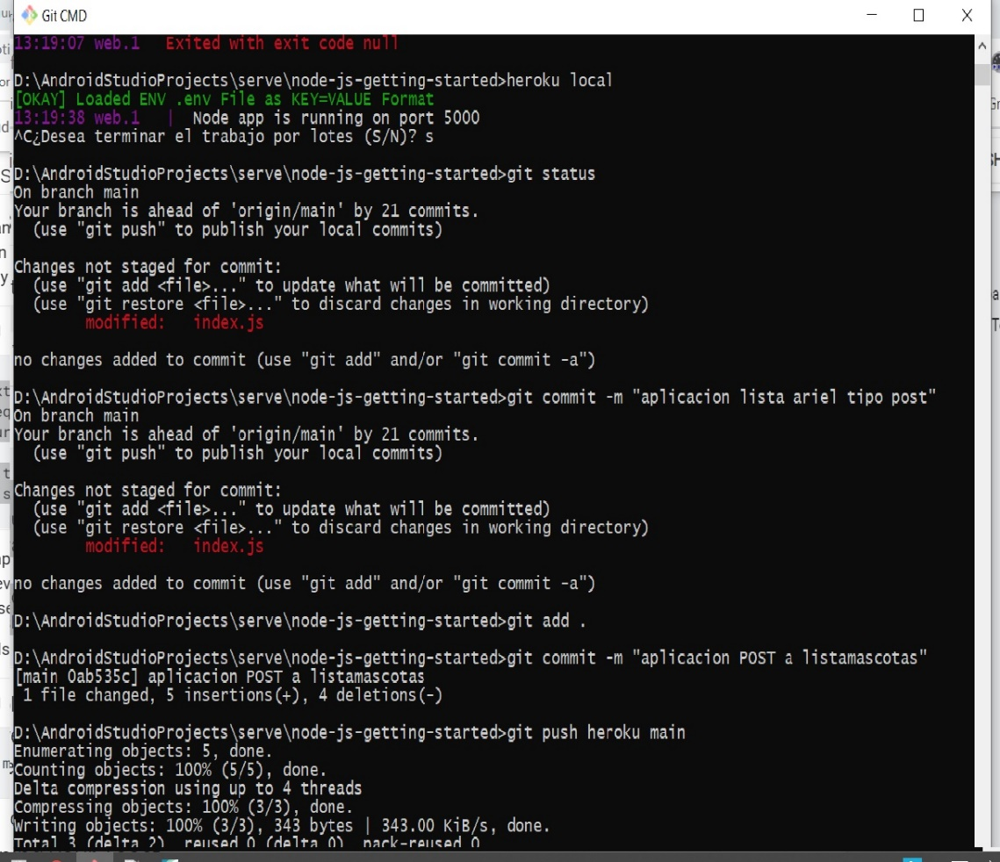 Git CMD
13:19:07 web.1 Exited with exit code null
D:\AndroidStudioProjects\serve\node-js-getting-started>heroku local
[OKAY] Loaded ENV .env File as KEY=VALUE Format
13:19:38 web.1 | Node app is running on port 5000
^C¿Desea terminar el trabajo por lotes (S/N)? s
D:\AndroidStudioProjects\serve\node-js-getting-started>git status
On branch main
Your branch is ahead of 'origin/main' by 21 commits.
(use "git push" to publish your local commits)
Changes not staged for commit:
(use "git add <file>..." to update what will be committed)
(use "git restore <file>..." to discard changes in working directory)
modified: index.js
no changes added to commit (use "git add" and/or "git commit -a")
D:\AndroidStudioProjects\serve\node-js-getting-started>git commit -m "aplicacion lista ariel tipo post"
On branch main
Your branch is ahead of 'origin/main' by 21 commits.
(use "git push" to publish your local commits)
Changes not staged for commit:
(use "git add <file>..." to update what will be committed)
(use "git restore <file>..." to discard changes in working directory)
modified: index.js
no changes added to commit (use "git add" and/or "git commit -a")
D:\AndroidStudioProjects\serve\node-js-getting-started>git add .
D:\AndroidStudioProjects\serve\node-js-getting-started>git commit -m "aplicacion POST a listamascotas"
[main 0ab535c] aplicacion POST a listamascotas
1 file changed, 5 insertions(+), 4 deletions(-)
D:\AndroidStudioProjects\serve\node-js-getting-started>git push heroku main
Enumerating objects: 5, done.
Counting objects: 100% (5/5), done.
Delta compression using up to 4 threads
Compressing objects: 100% (3/3), done.
Writing objects: 100% (3/3), 343 bytes | 343.00 KiB/s, done.
Total 3 (delta 2), reused 0 (delta 0), pack-reused 0